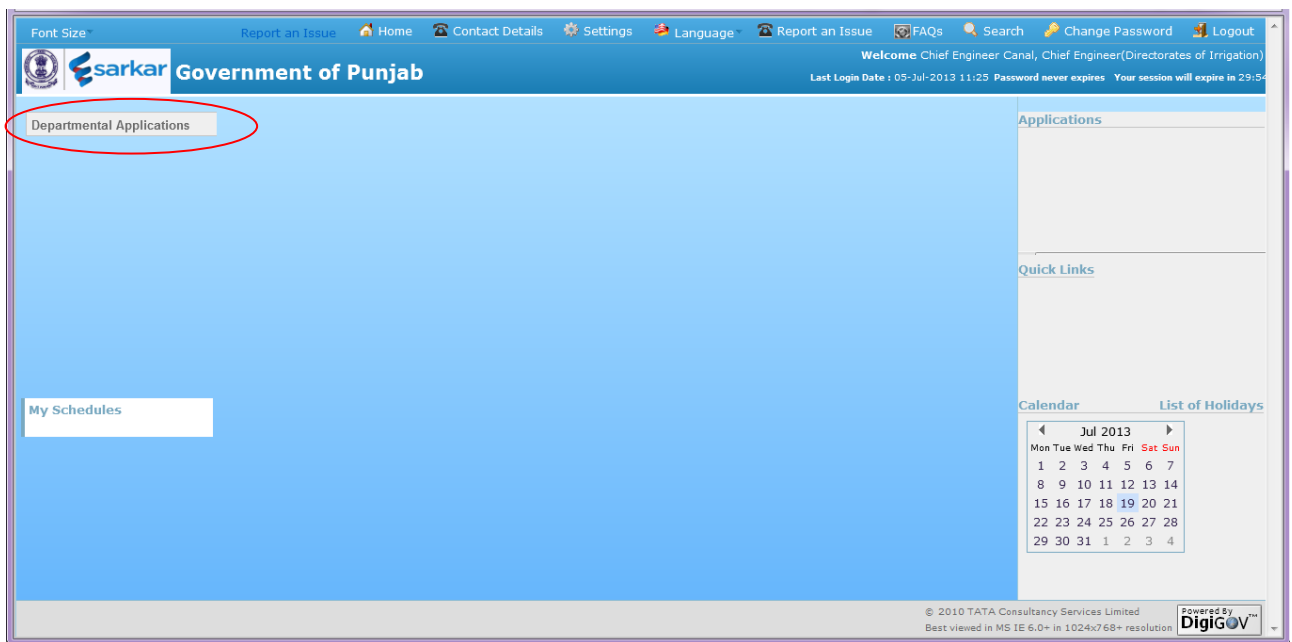 Font Size Report an Issue Home Contact Details Settings Language Report an Issue FAQs Search Change Password Logout
sarkar Government of Punjab
Welcome Chief Engineer Canal, Chief Engineer(Directorates of Irrigation)
Last Login Date : 05-Jul-2013 11:25 Password never expires Your session will expire in 29:54
Departmental Applications
My Schedules
Applications
Quick Links
Calendar List of Holidays
Jul 2013
Mon Tue Wed Thu Fri Sat Sun
1 2 3 4 5 6 7
8 9 10 11 12 13 14
15 16 17 18 19 20 21
22 23 24 25 26 27 28
29 30 31 1 2 3 4
© 2010 TATA Consultancy Services Limited
Best viewed in MS IE 6.0+ in 1024x768+ resolution
Powered By
DigiGOV™